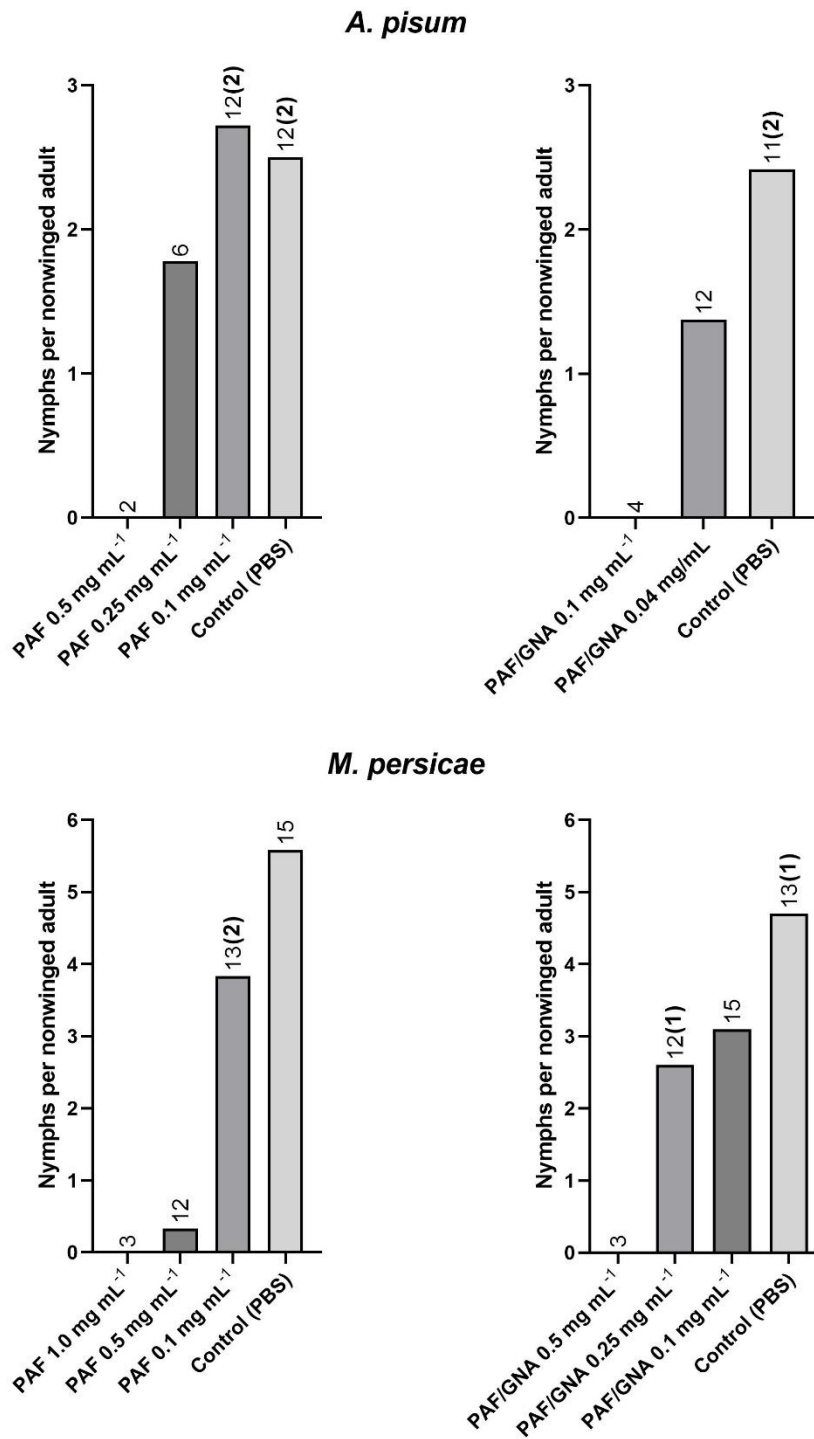 A. pisum
Nymphs per nonwinged adult
3
2
1
0
2
6
12(2)
12(2)
PAF 0.5 mg mL-1
PAF 0.25 mg mL-1
PAF 0.1 mg mL-1
Control (PBS)
Nymphs per nonwinged adult
3
2
1
0
4
12
11(2)
PAF/GNA 0.1 mg mL-1
PAF/GNA 0.04 mg/mL
Control (PBS)
M. persicae
Nymphs per nonwinged adult
6
5
4
3
2
1
0
3
12
13(2)
15
PAF 1.0 mg mL-1
PAF 0.5 mg mL-1
PAF 0.1 mg mL-1
Control (PBS)
Nymphs per nonwinged adult
6
5
4
3
2
1
0
3
12(1)
15
13(1)
PAF/GNA 0.5 mg mL-1
PAF/GNA 0.25 mg mL-1
PAF/GNA 0.1 mg mL-1
Control (PBS)